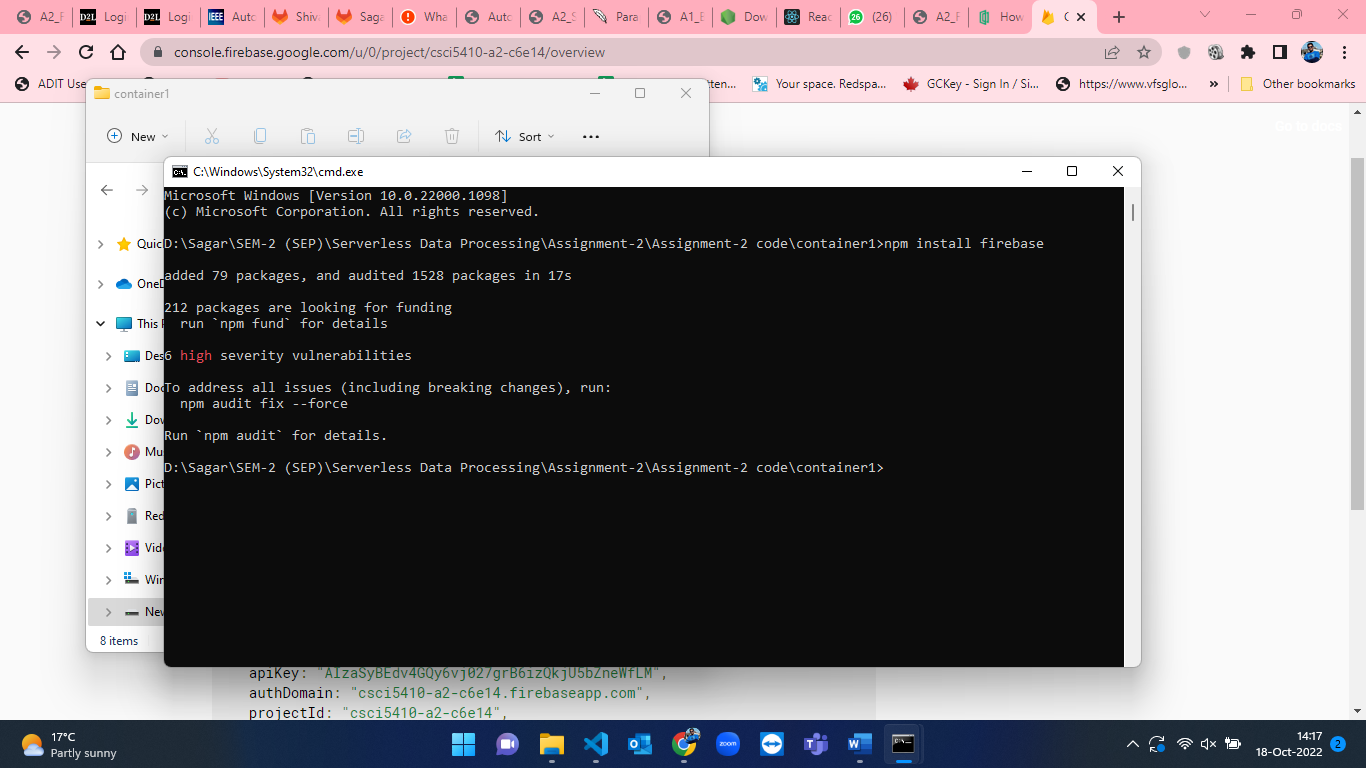 A2_F
Logi
Logi
Auto
Shiv
Saga
Wha
Auto
A2_S
Para
A1_E
Dow
Reac
(26)
A2_F
How
console.firebase.google.com/u/0/project/csci5410-a2-c6e14/overview
ADIT Use
Your space. Redspa...
GCKey - Sign In / Si...
https://www.vfsglo...
»
Other bookmarks
Go to docs
container1
New
Sort
C:\Windows\System32\cmd.exe
Microsoft Windows [Version 10.0.22000.1098]
(c) Microsoft Corporation. All rights reserved.
D:\Sagar\SEM-2 (SEP)\Serverless Data Processing\Assignment-2\Assignment-2 code\container1>npm install firebase
added 79 packages, and audited 1528 packages in 17s
212 packages are looking for funding
run `npm fund` for details
6 high severity vulnerabilities
To address all issues (including breaking changes), run:
npm audit fix --force
Run `npm audit` for details.
D:\Sagar\SEM-2 (SEP)\Serverless Data Processing\Assignment-2\Assignment-2 code\container1>
Quic
OneD
This P
Des
Doc
Dow
Mu
Pict
Red
Vide
Win
New
8 items
apiKey: "AIzaSyBEdv4GQy6vj027grB6izQkjU5bZneWfLM",
authDomain: "csci5410-a2-c6e14.firebaseapp.com",
projectId: "csci5410-a2-c6e14",
17°C
Partly sunny
zoom
14:17
18-Oct-2022
2